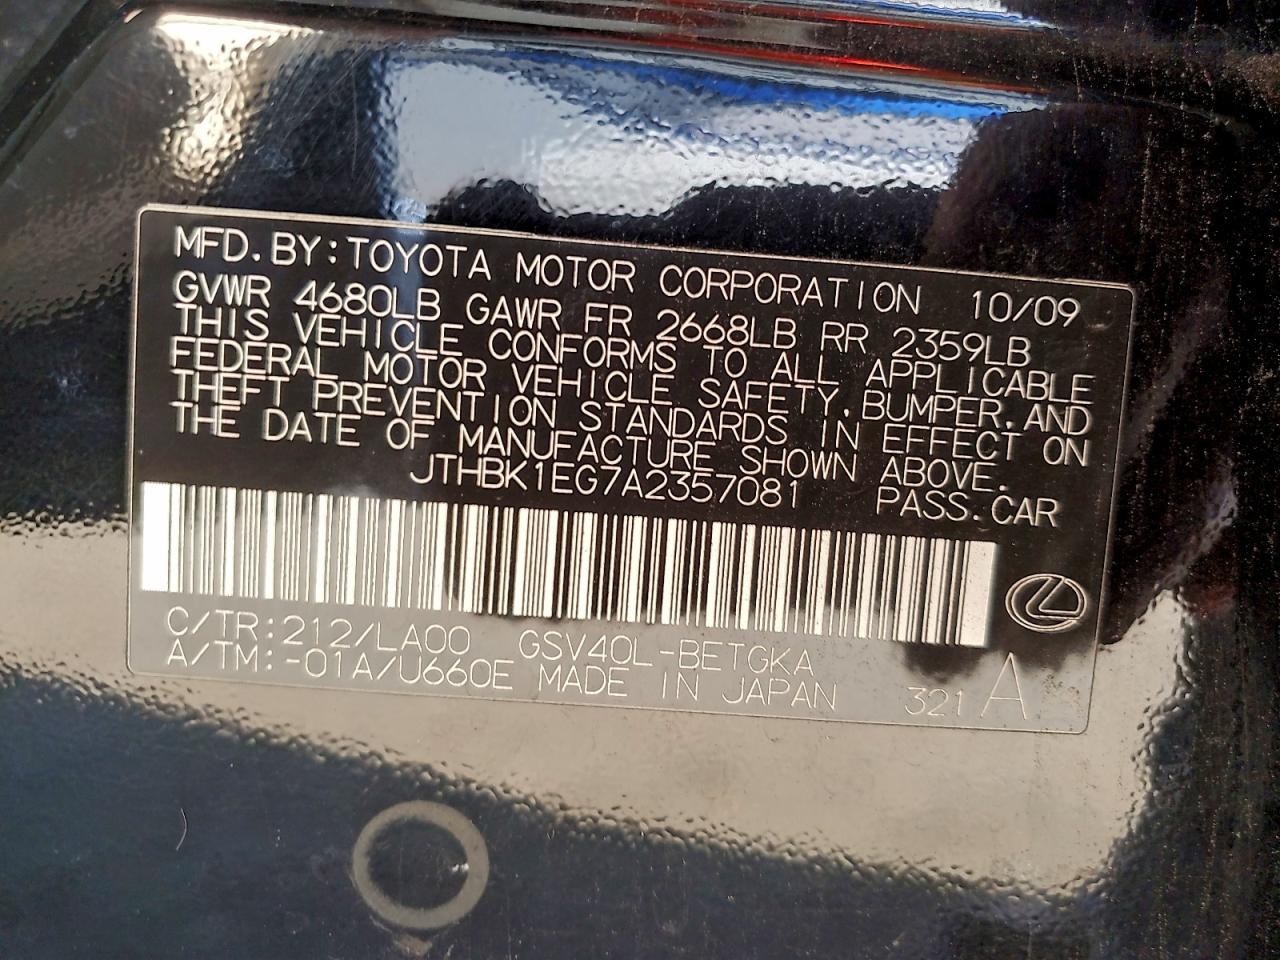 MFD. BY: TOYOTA MOTOR CORPORATION 10/09
GVWR 4680LB GAWR FR 2668LB RR 2359LB
THIS VEHICLE CONFORMS TO ALL APPLICABLE
FEDERAL MOTOR VEHICLE SAFETY, BUMPER, AND
THEFT PREVENTION STANDARDS IN EFFECT ON
THE DATE OF MANUFACTURE SHOWN ABOVE.
JTHBK1EG7A2357081 PASS. CAR
C/TR:212/LA00 GSV40L-BETGKA
A/TM:-01A/U660E MADE IN JAPAN 321 A